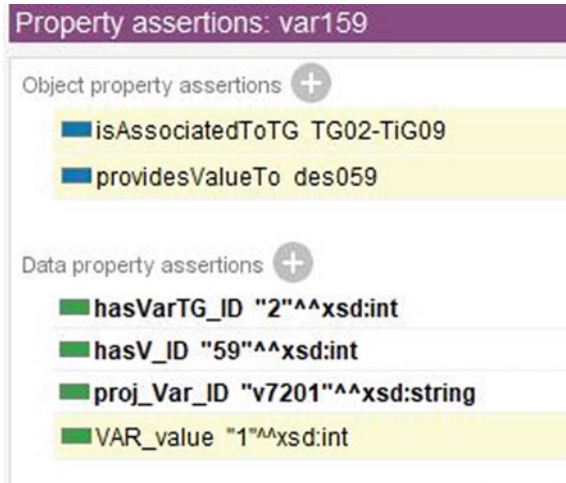 Property assertions: var159
Object property assertions
isAssociatedToTG TG02-TiG09
providesValueTo des059
Data property assertions
hasVarTG_ID "2"^^xsd:int
hasV_ID "59"^^xsd:int
proj_Var_ID "v7201"^^xsd:string
VAR_value "1"^^xsd:int